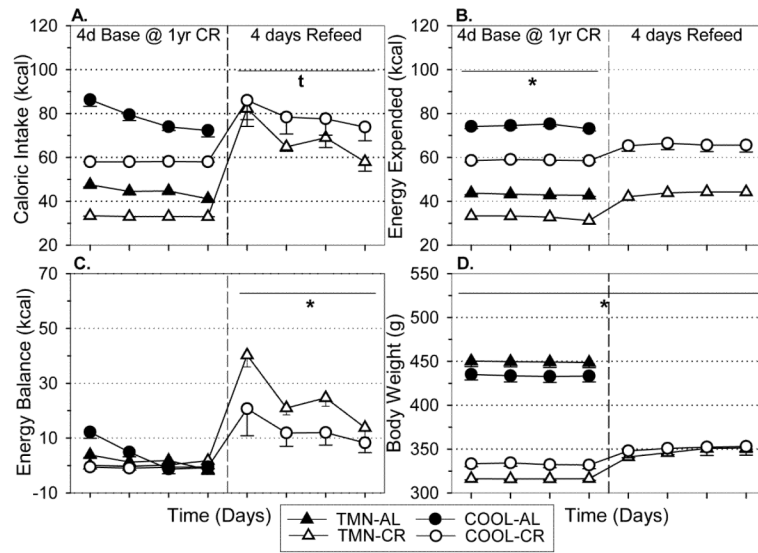 A.
4d Base @ 1yr CR
4 days Refeed
t
120
100
80
60
40
20
Caloric Intake (kcal)
B.
4d Base @ 1yr CR
4 days Refeed
*
120
100
80
60
40
20
Energy Expended (kcal)
C.
*
70
50
30
10
-10
Energy Balance (kcal)
Time (Days)
D.
*
550
500
450
400
350
300
Body Weight (g)
Time (Days)
TMN-AL
COOL-AL
TMN-CR
COOL-CR